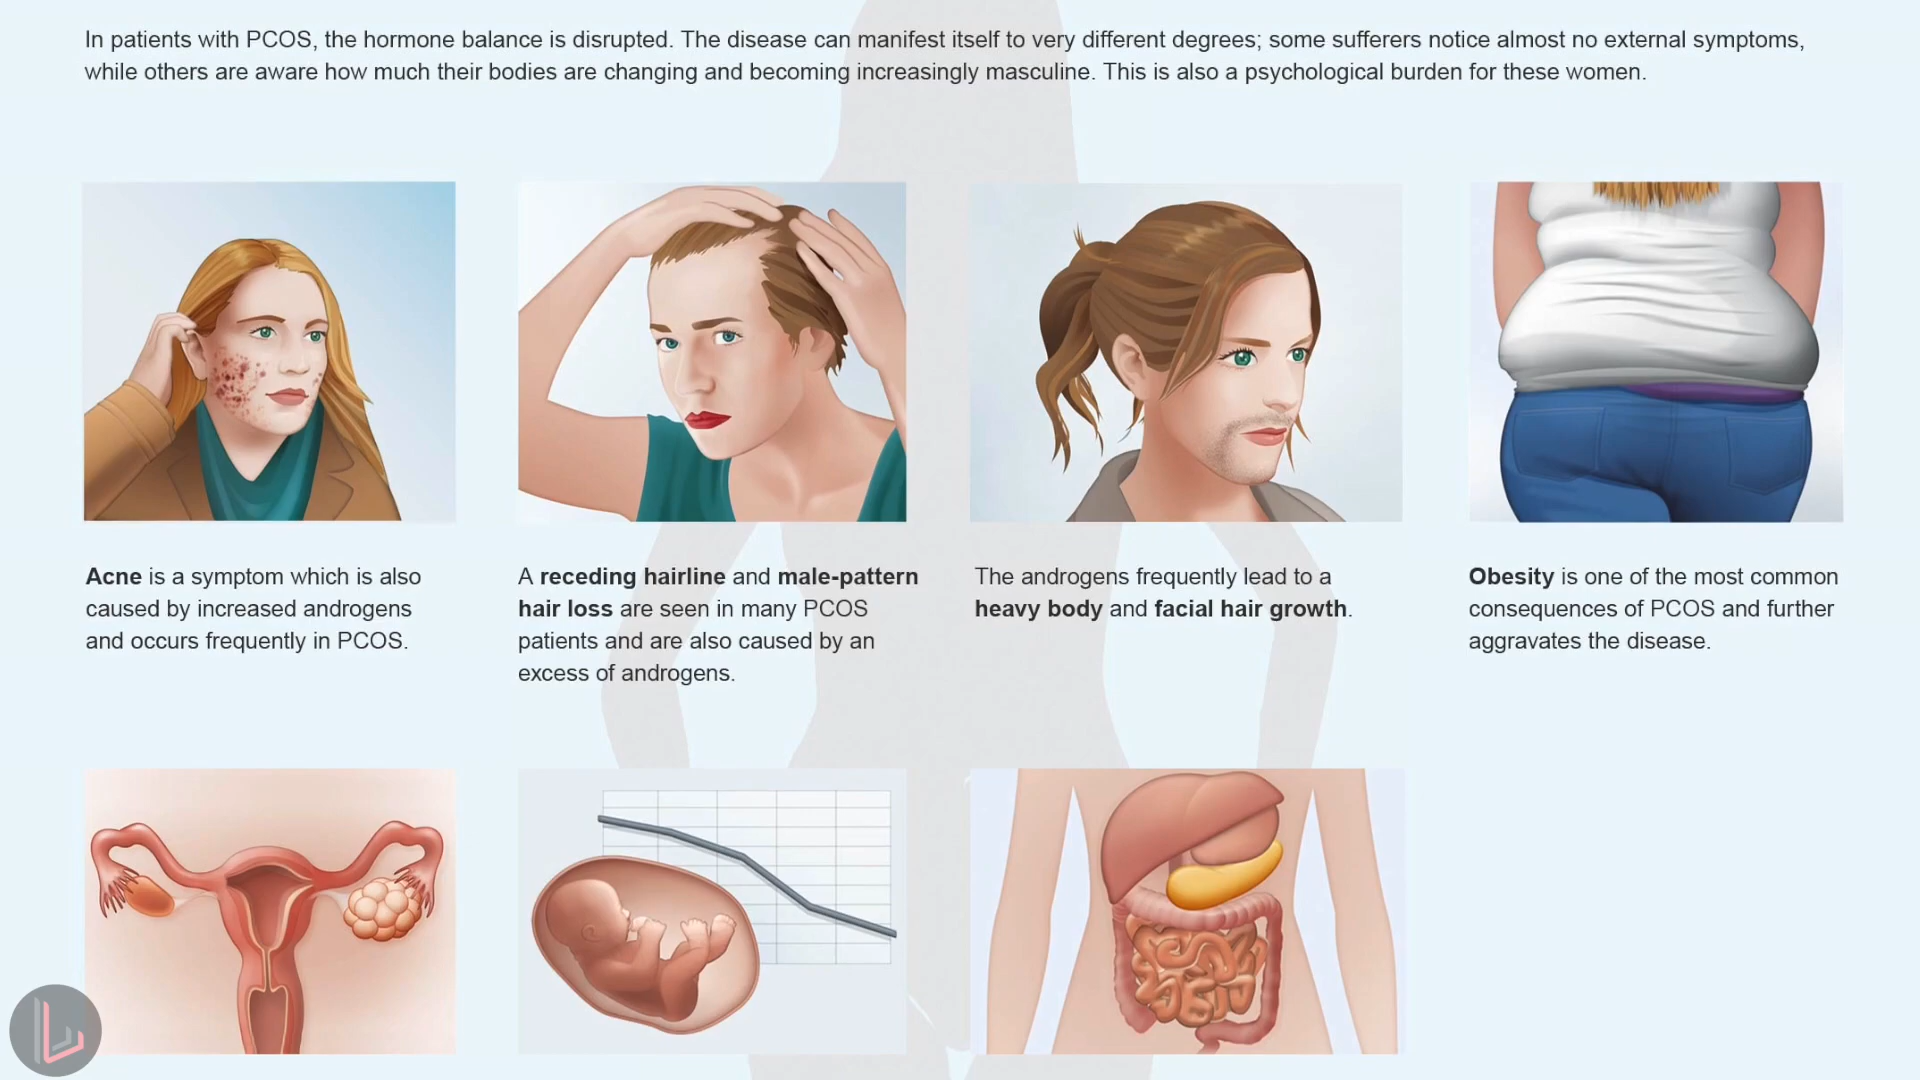 In patients with PCOS, the hormone balance is disrupted. The disease can manifest itself to very different degrees; some sufferers notice almost no external symptoms,
while others are aware how much their bodies are changing and becoming increasingly masculine. This is also a psychological burden for these women.
Acne is a symptom which is also
caused by increased androgens
and occurs frequently in PCOS.
A receding hairline and male-pattern
hair loss are seen in many PCOS
patients and are also caused by an
excess of androgens.
The androgens frequently lead to a
heavy body and facial hair growth.
Obesity is one of the most common
consequences of PCOS and further
aggravates the disease.